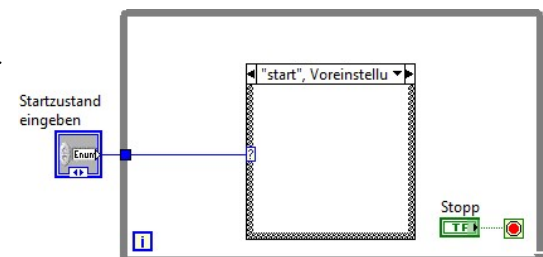 "start", Voreinstellu
Startzustand
eingeben
Enum
?
Stopp
TF
i